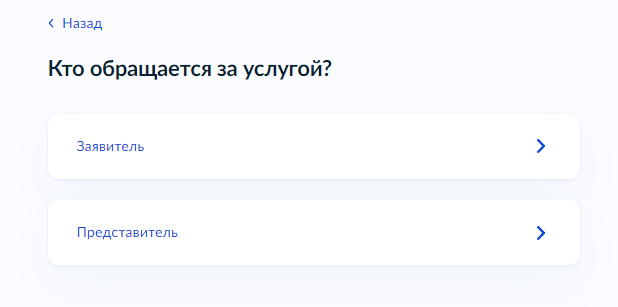 Назад
Кто обращается за услугой?
Заявитель
Представитель